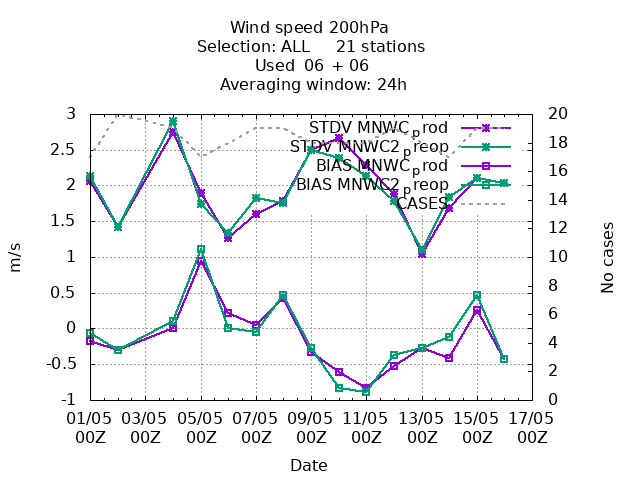 Wind speed 200hPa
Selection: ALL     21 stations
Used  06 + 06
Averaging window: 24h
STDV MNWC_prod
STDV MNWC2_preop
BIAS MNWC_prod
BIAS MNWC2_preop
CASES
3
2.5
2
1.5
1
0.5
0
-0.5
-1
m/s
20
18
16
14
12
10
8
6
4
2
0
No cases
01/05 03/05 05/05 07/05 09/05 11/05 13/05 15/05 17/05
00Z 00Z 00Z 00Z 00Z 00Z 00Z 00Z 00Z
Date